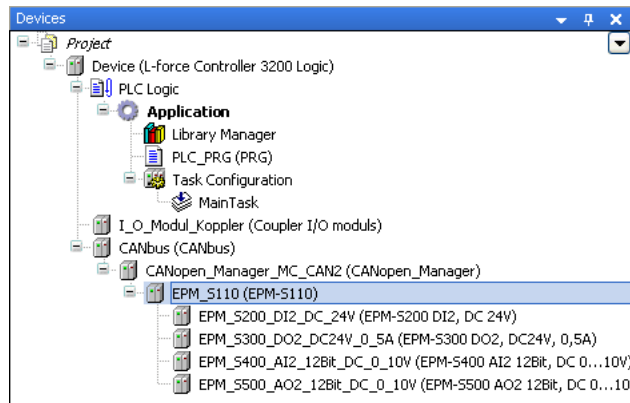 Devices
Project
Device (L-force Controller 3200 Logic)
PLC Logic
Application
Library Manager
PLC_PRG (PRG)
Task Configuration
MainTask
I_O_Modul_Koppler (Coupler I/O moduls)
CANbus (CANbus)
CANopen_Manager_MC_CAN2 (CANopen_Manager)
EPM_S110 (EPM-S110)
EPM_S200_DI2_DC_24V (EPM-S200 DI2, DC 24V)
EPM_S300_DO2_DC24V_0_5A (EPM-S300 DO2, DC24V, 0,5A)
EPM_S400_AI2_12Bit_DC_0_10V (EPM-S400 AI2 12Bit, DC 0...10V)
EPM_S500_AO2_12Bit_DC_0_10V (EPM-S500 AO2 12Bit, DC 0...10